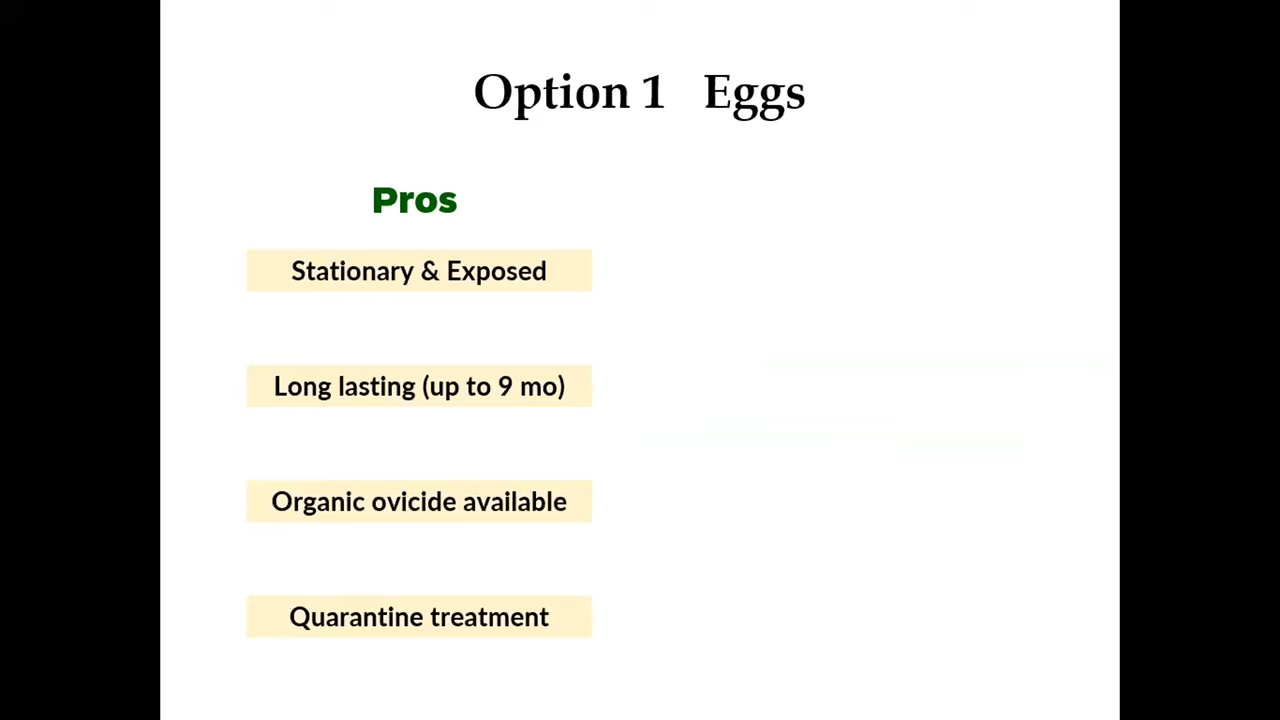 Option 1 Eggs
Pros
Stationary & Exposed
Long lasting (up to 9 mo)
Organic ovicide available
Quarantine treatment